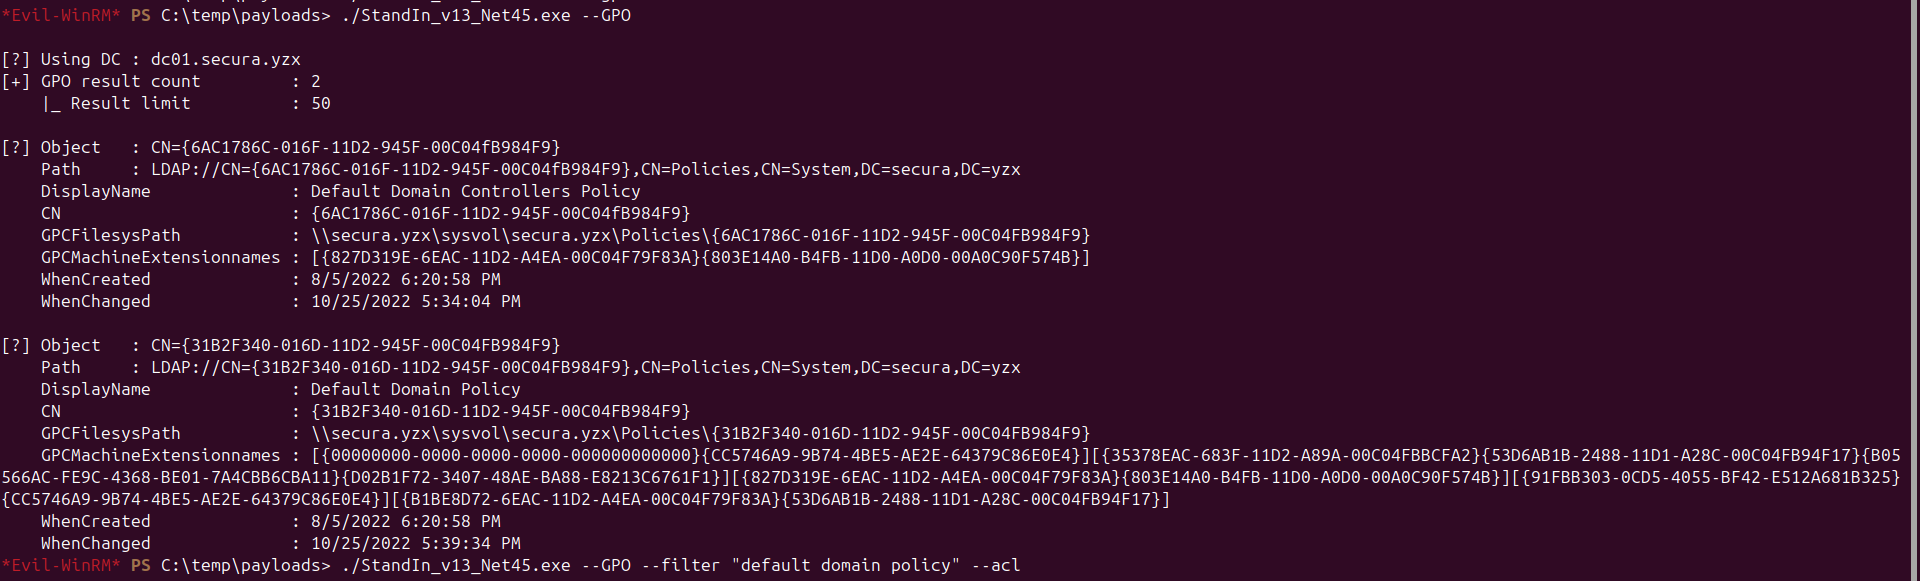 *Evil-WinRM* PS C:\temp\payloads> ./StandIn_v13_Net45.exe --GPO
[?] Using DC : dc01.secura.yzx
[+] GPO result count         : 2
    |_ Result limit          : 50
[?] Object   : CN={6AC1786C-016F-11D2-945F-00C04fB984F9}
    Path     : LDAP://CN={6AC1786C-016F-11D2-945F-00C04fB984F9},CN=Policies,CN=System,DC=secura,DC=yzx
    DisplayName              : Default Domain Controllers Policy
    CN                       : {6AC1786C-016F-11D2-945F-00C04fB984F9}
    GPCFilesysPath           : \\secura.yzx\sysvol\secura.yzx\Policies\{6AC1786C-016F-11D2-945F-00C04FB984F9}
    GPCMachineExtensionnames : [{827D319E-6EAC-11D2-A4EA-00C04F79F83A}{803E14A0-B4FB-11D0-A0D0-00A0C90F574B}]
    WhenCreated              : 8/5/2022 6:20:58 PM
    WhenChanged              : 10/25/2022 5:34:04 PM
[?] Object   : CN={31B2F340-016D-11D2-945F-00C04FB984F9}
    Path     : LDAP://CN={31B2F340-016D-11D2-945F-00C04FB984F9},CN=Policies,CN=System,DC=secura,DC=yzx
    DisplayName              : Default Domain Policy
    CN                       : {31B2F340-016D-11D2-945F-00C04FB984F9}
    GPCFilesysPath           : \\secura.yzx\sysvol\secura.yzx\Policies\{31B2F340-016D-11D2-945F-00C04FB984F9}
    GPCMachineExtensionnames : [{00000000-0000-0000-0000-000000000000}{CC5746A9-9B74-4BE5-AE2E-64379C86E0E4}][{35378EAC-683F-11D2-A89A-00C04FBBCFA2}{53D6AB1B-2488-11D1-A28C-00C04FB94F17}{B05
566AC-FE9C-4368-BE01-7A4CBB6CBA11}{D02B1F72-3407-48AE-BA88-E8213C6761F1}][{827D319E-6EAC-11D2-A4EA-00C04F79F83A}{803E14A0-B4FB-11D0-A0D0-00A0C90F574B}][{91FBB303-0CD5-4055-BF42-E512A681B325}
{CC5746A9-9B74-4BE5-AE2E-64379C86E0E4}][{B1BE8D72-6EAC-11D2-A4EA-00C04F79F83A}{53D6AB1B-2488-11D1-A28C-00C04FB94F17}]
    WhenCreated              : 8/5/2022 6:20:58 PM
    WhenChanged              : 10/25/2022 5:39:34 PM
*Evil-WinRM* PS C:\temp\payloads> ./StandIn_v13_Net45.exe --GPO --filter "default domain policy" --acl